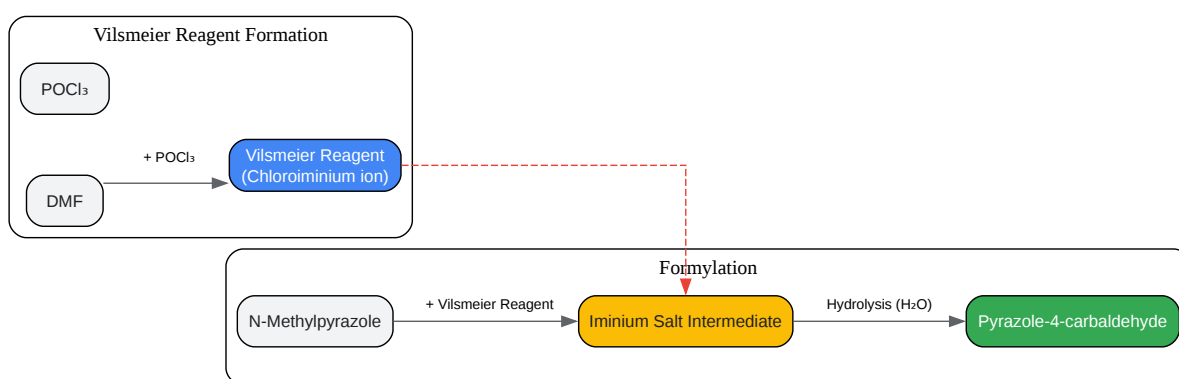 Vilsmeier Reagent Formation
POCl₃
+ POCl₃
Vilsmeier Reagent
(Chloroiminium ion)
DMF
Formylation
N-Methylpyrazole
+ Vilsmeier Reagent
Iminium Salt Intermediate
Hydrolysis (H₂O)
Pyrazole-4-carbaldehyde